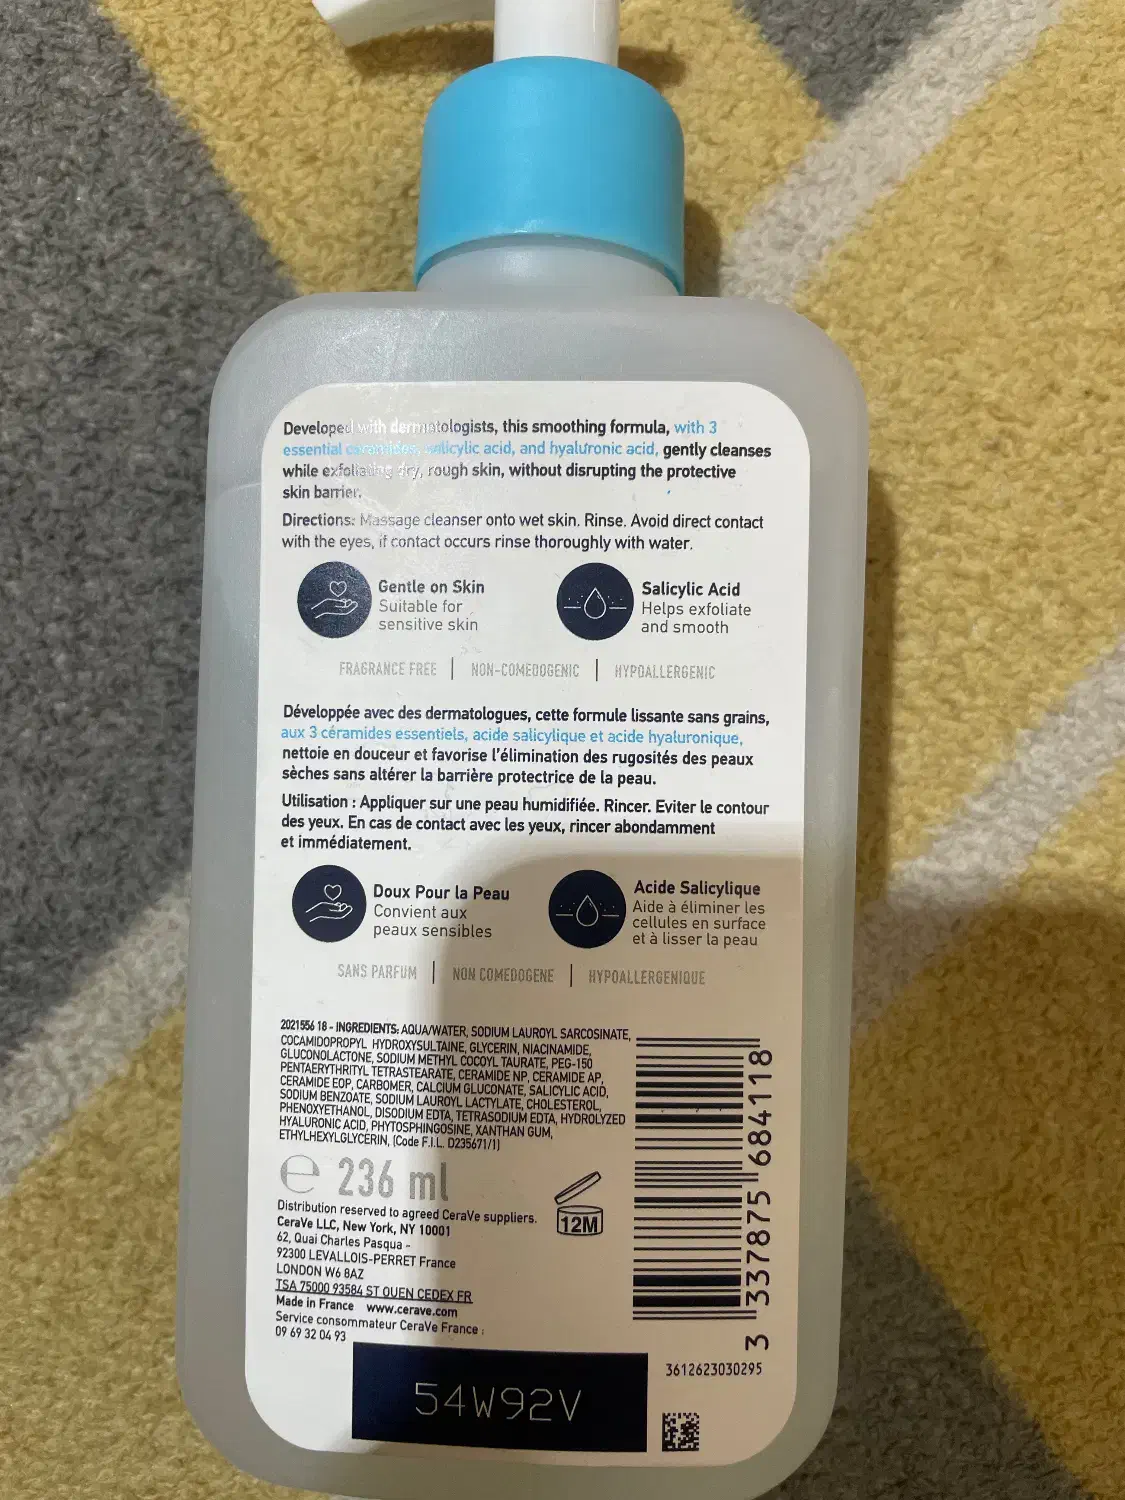 Developed with dermatologists, this smoothing formula, with 3
essential ceramides, salicylic acid, and hyaluronic acid, gently cleanses
while exfoliating dry, rough skin, without disrupting the protective
skin barrier.
Directions: Massage cleanser onto wet skin. Rinse. Avoid direct contact
with the eyes, if contact occurs rinse thoroughly with water.
Gentle on Skin
Suitable for
sensitive skin
Salicylic Acid
Helps exfoliate
and smooth
FRAGRANCE FREE | NON-COMEDOGENIC | HYPOALLERGENIC
Développée avec des dermatologues, cette formule lissante sans grains,
aux 3 céramides essentiels, acide salicylique et acide hyaluronique,
nettoie en douceur et favorise l'élimination des rugosités des peaux
sèches sans altérer la barrière protectrice de la peau.
Utilisation : Appliquer sur une peau humidifiée. Rincer. Eviter le contour
des yeux. En cas de contact avec les yeux, rincer abondamment
et immédiatement.
Doux Pour la Peau
Convient aux
peaux sensibles
Acide Salicylique
Aide à éliminer les
cellules en surface
et à lisser la peau
SANS PARFUM | NON COMEDOGENE | HYPOALLERGENIQUE
2021556 18 - INGREDIENTS: AQUA/WATER, SODIUM LAUROYL SARCOSINATE,
COCAMIDOPROPYL HYDROXYSULTAINE, GLYCERIN, NIACINAMIDE,
GLUCONOLACTONE, SODIUM METHYL COCOYL TAURATE, PEG-150
PENTAERYTHRITYL TETRASTEARATE, CERAMIDE NP, CERAMIDE AP,
CERAMIDE EOP, CARBOMER, CALCIUM GLUCONATE, SALICYLIC ACID,
SODIUM BENZOATE, SODIUM LAUROYL LACTYLATE, CHOLESTEROL,
PHENOXYETHANOL, DISODIUM EDTA, TETRASODIUM EDTA, HYDROLYZED
HYALURONIC ACID, PHYTOSPHINGOSINE, XANTHAN GUM,
ETHYLHEXYLGLYCERIN, (Code F.I.L. D235671/1)
e 236 ml
12M
Distribution reserved to agreed CeraVe suppliers.
CeraVe LLC, New York, NY 10001
62, Quai Charles Pasqua -
92300 LEVALLOIS-PERRET France
LONDON W6 8AZ
TSA 75000 93584 ST OUEN CEDEX FR
Made in France www.cerave.com
Service consommateur CeraVe France :
09 69 32 04 93
3 337875 684118
3612623030295
54W92V